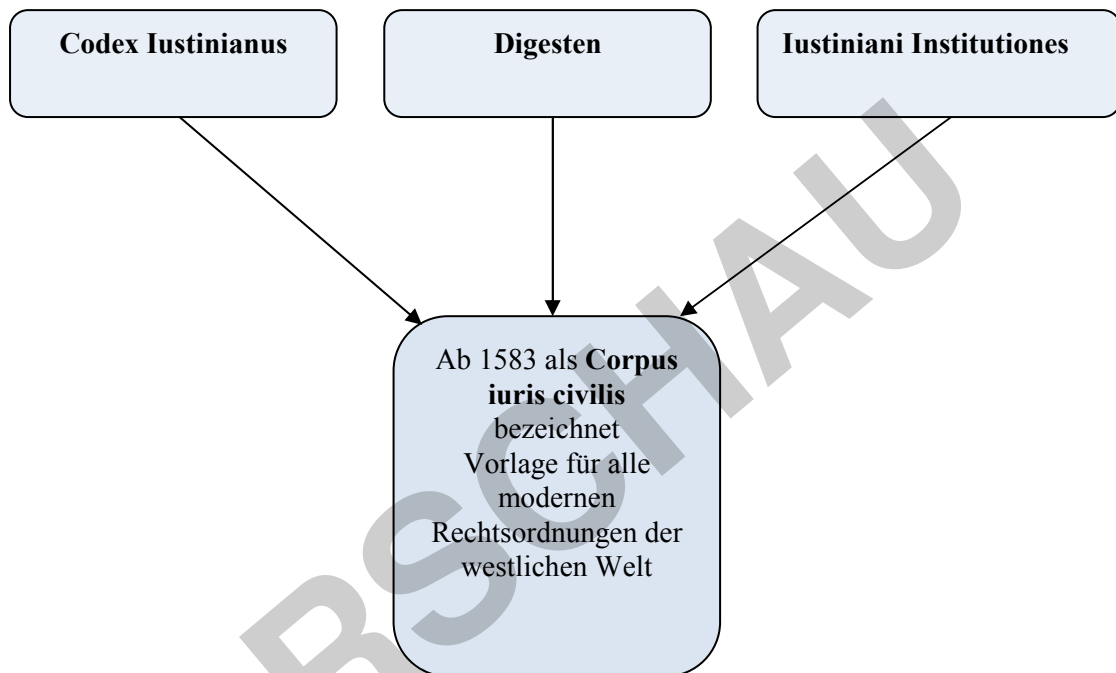 Codex Iustinianus
Digesten
Iustiniani Institutiones
Ab 1583 als Corpus
iuris civilis
bezeichnet
Vorlage für alle
modernen
Rechtsordnungen der
westlichen Welt
RSCHAU